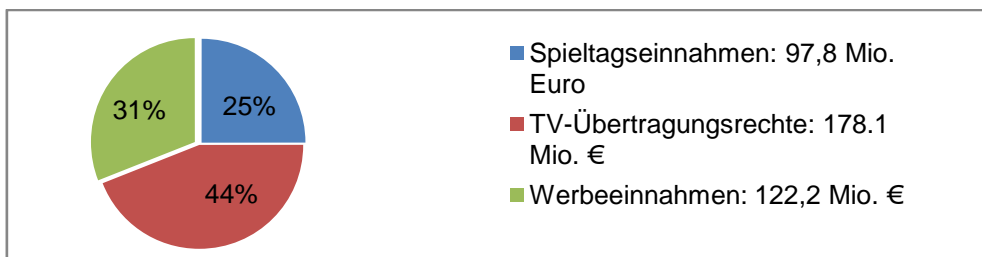 31%
25%
44%
Spieltagseinnahmen: 97,8 Mio.
Euro
TV-Übertragungsrechte: 178.1
Mio. €
Werbeeinnahmen: 122,2 Mio. €